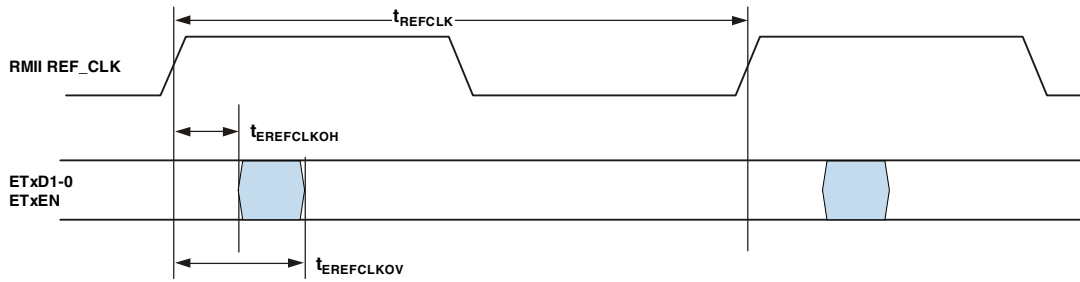 tREFCLK
RMII REF_CLK
tEREFCLKOH
ETxD1-0
ETxEN
tEREFCLKOV